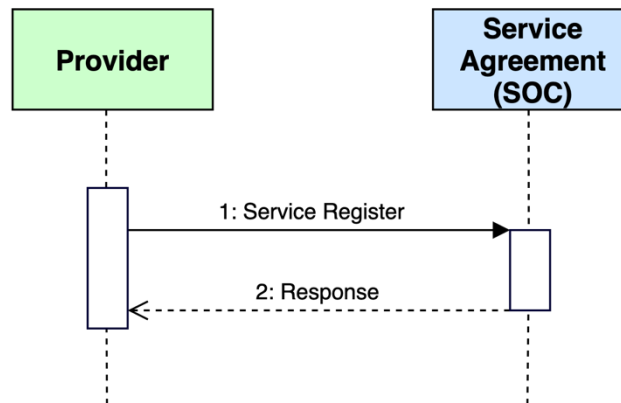 Provider
Service
Agreement
(SOC)
1: Service Register
2: Response